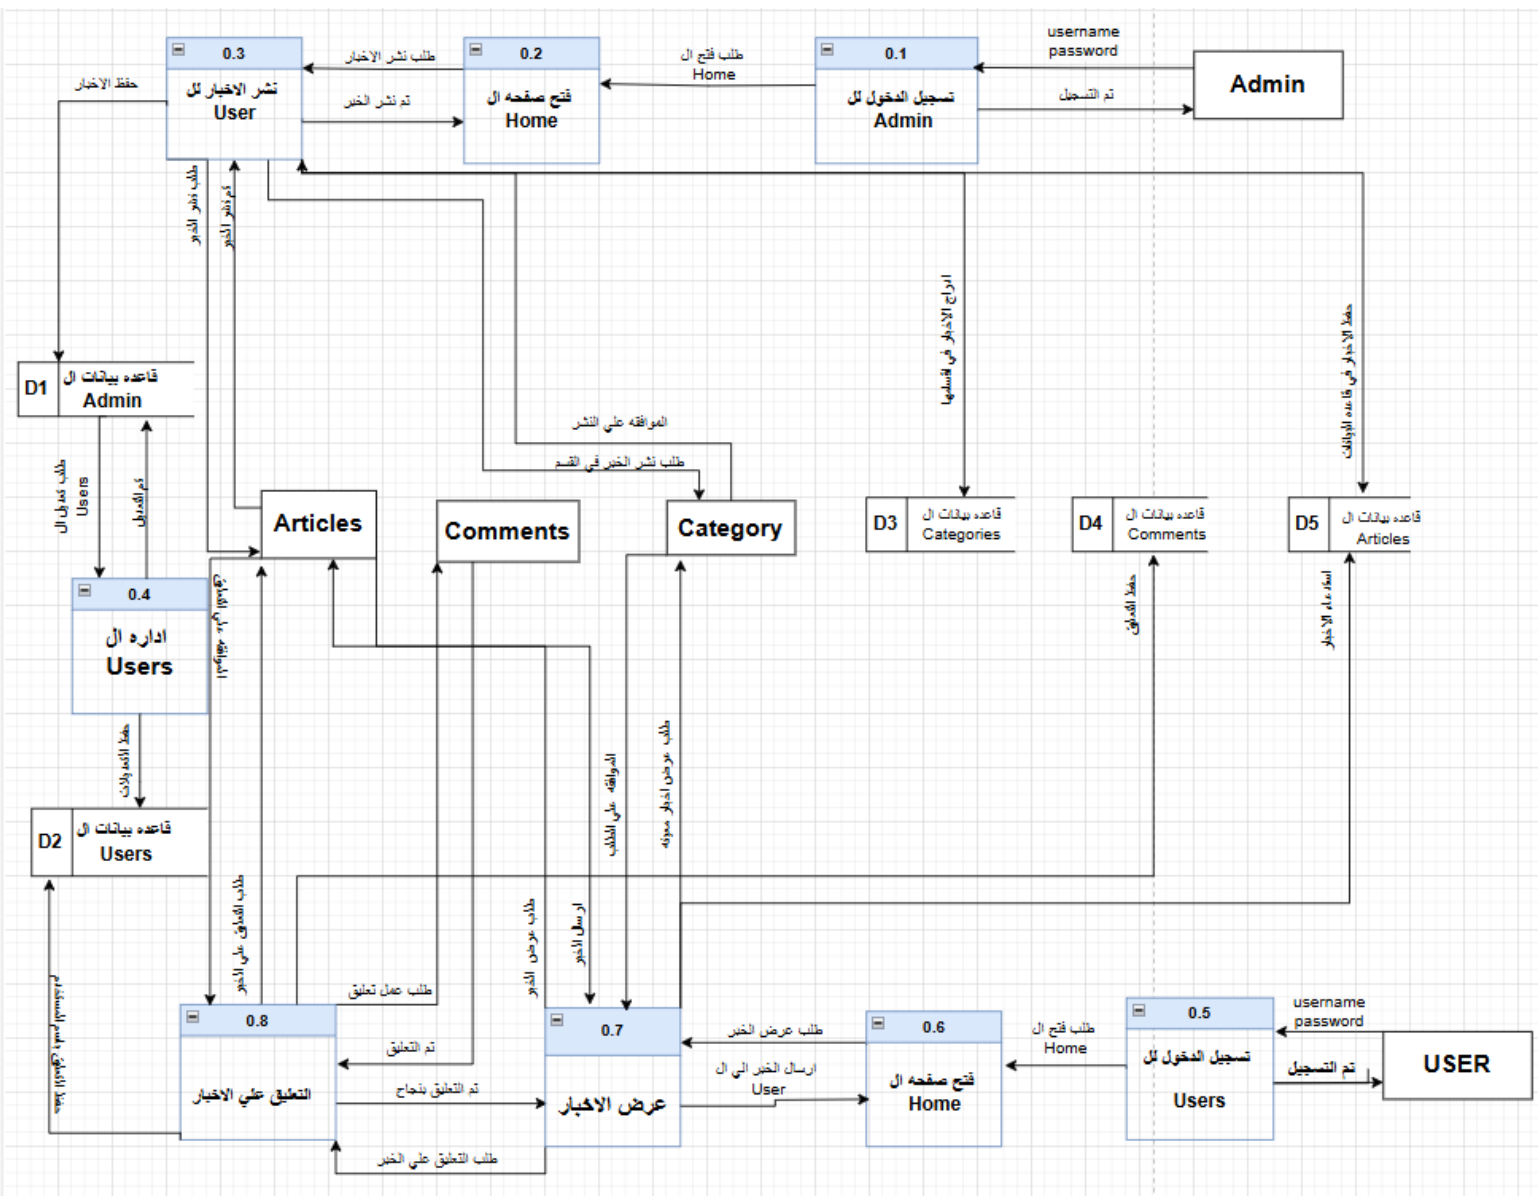 0.3
نشر الاخبار لل
User
طلب نشر الاخبار
تم نشر الخبر
0.2
فتح صفحه ال
Home
طلب فتح ال
Home
0.1
تسجيل الدخول لل
Admin
username
password
تم التسجيل
Admin
حفظ الاخبار
طلب نشر الخبر
تم نشر الخبر
ادراج الاخبار في اقسامها
حفظ الاخبار في قاعده البيانات
D1
قاعده بيانات ال
Admin
الموافقه علي النشر
طلب نشر الخبر في القسم
طلب تعديل ال
Users
تم التعديل
Articles
Comments
Category
D3
قاعده بيانات ال
Categories
D4
قاعده بيانات ال
Comments
D5
قاعده بيانات ال
Articles
0.4
اداره ال
Users
الموافقه علي التعليق
حفظ التعليق
استدعاء الاخبار
حفظ التعديلات
الموافقه علي الطلب
طلب عرض اخبار معينه
D2
قاعده بيانات ال
Users
طلب التعليق علي الخبر
طلب عرض الخبر
ارسال الخبر
حفظ التعليق باسم المستخدم
طلب عمل تعليق
تم التعليق
تم التعليق بنجاح
طلب التعليق علي الخبر
0.8
التعليق علي الاخبار
0.7
عرض الاخبار
طلب عرض الخبر
ارسال الخبر الي ال
User
0.6
فتح صفحه ال
Home
طلب فتح ال
Home
0.5
تسجيل الدخول لل
Users
username
password
تم التسجيل
USER